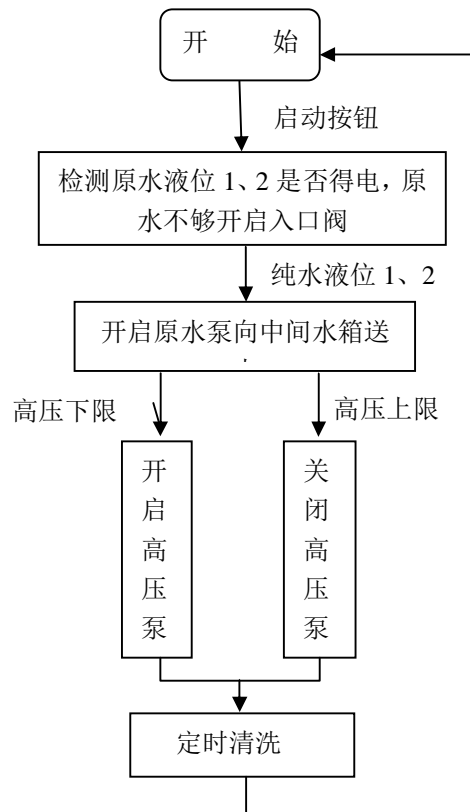 开 始
启动按钮
检测原水液位 1、2 是否得电，原
水不够开启入口阀
纯水液位 1、2
开启原水泵向中间水箱送
高压下限
高压上限
开
启
高
压
泵
关
闭
高
压
泵
定时清洗